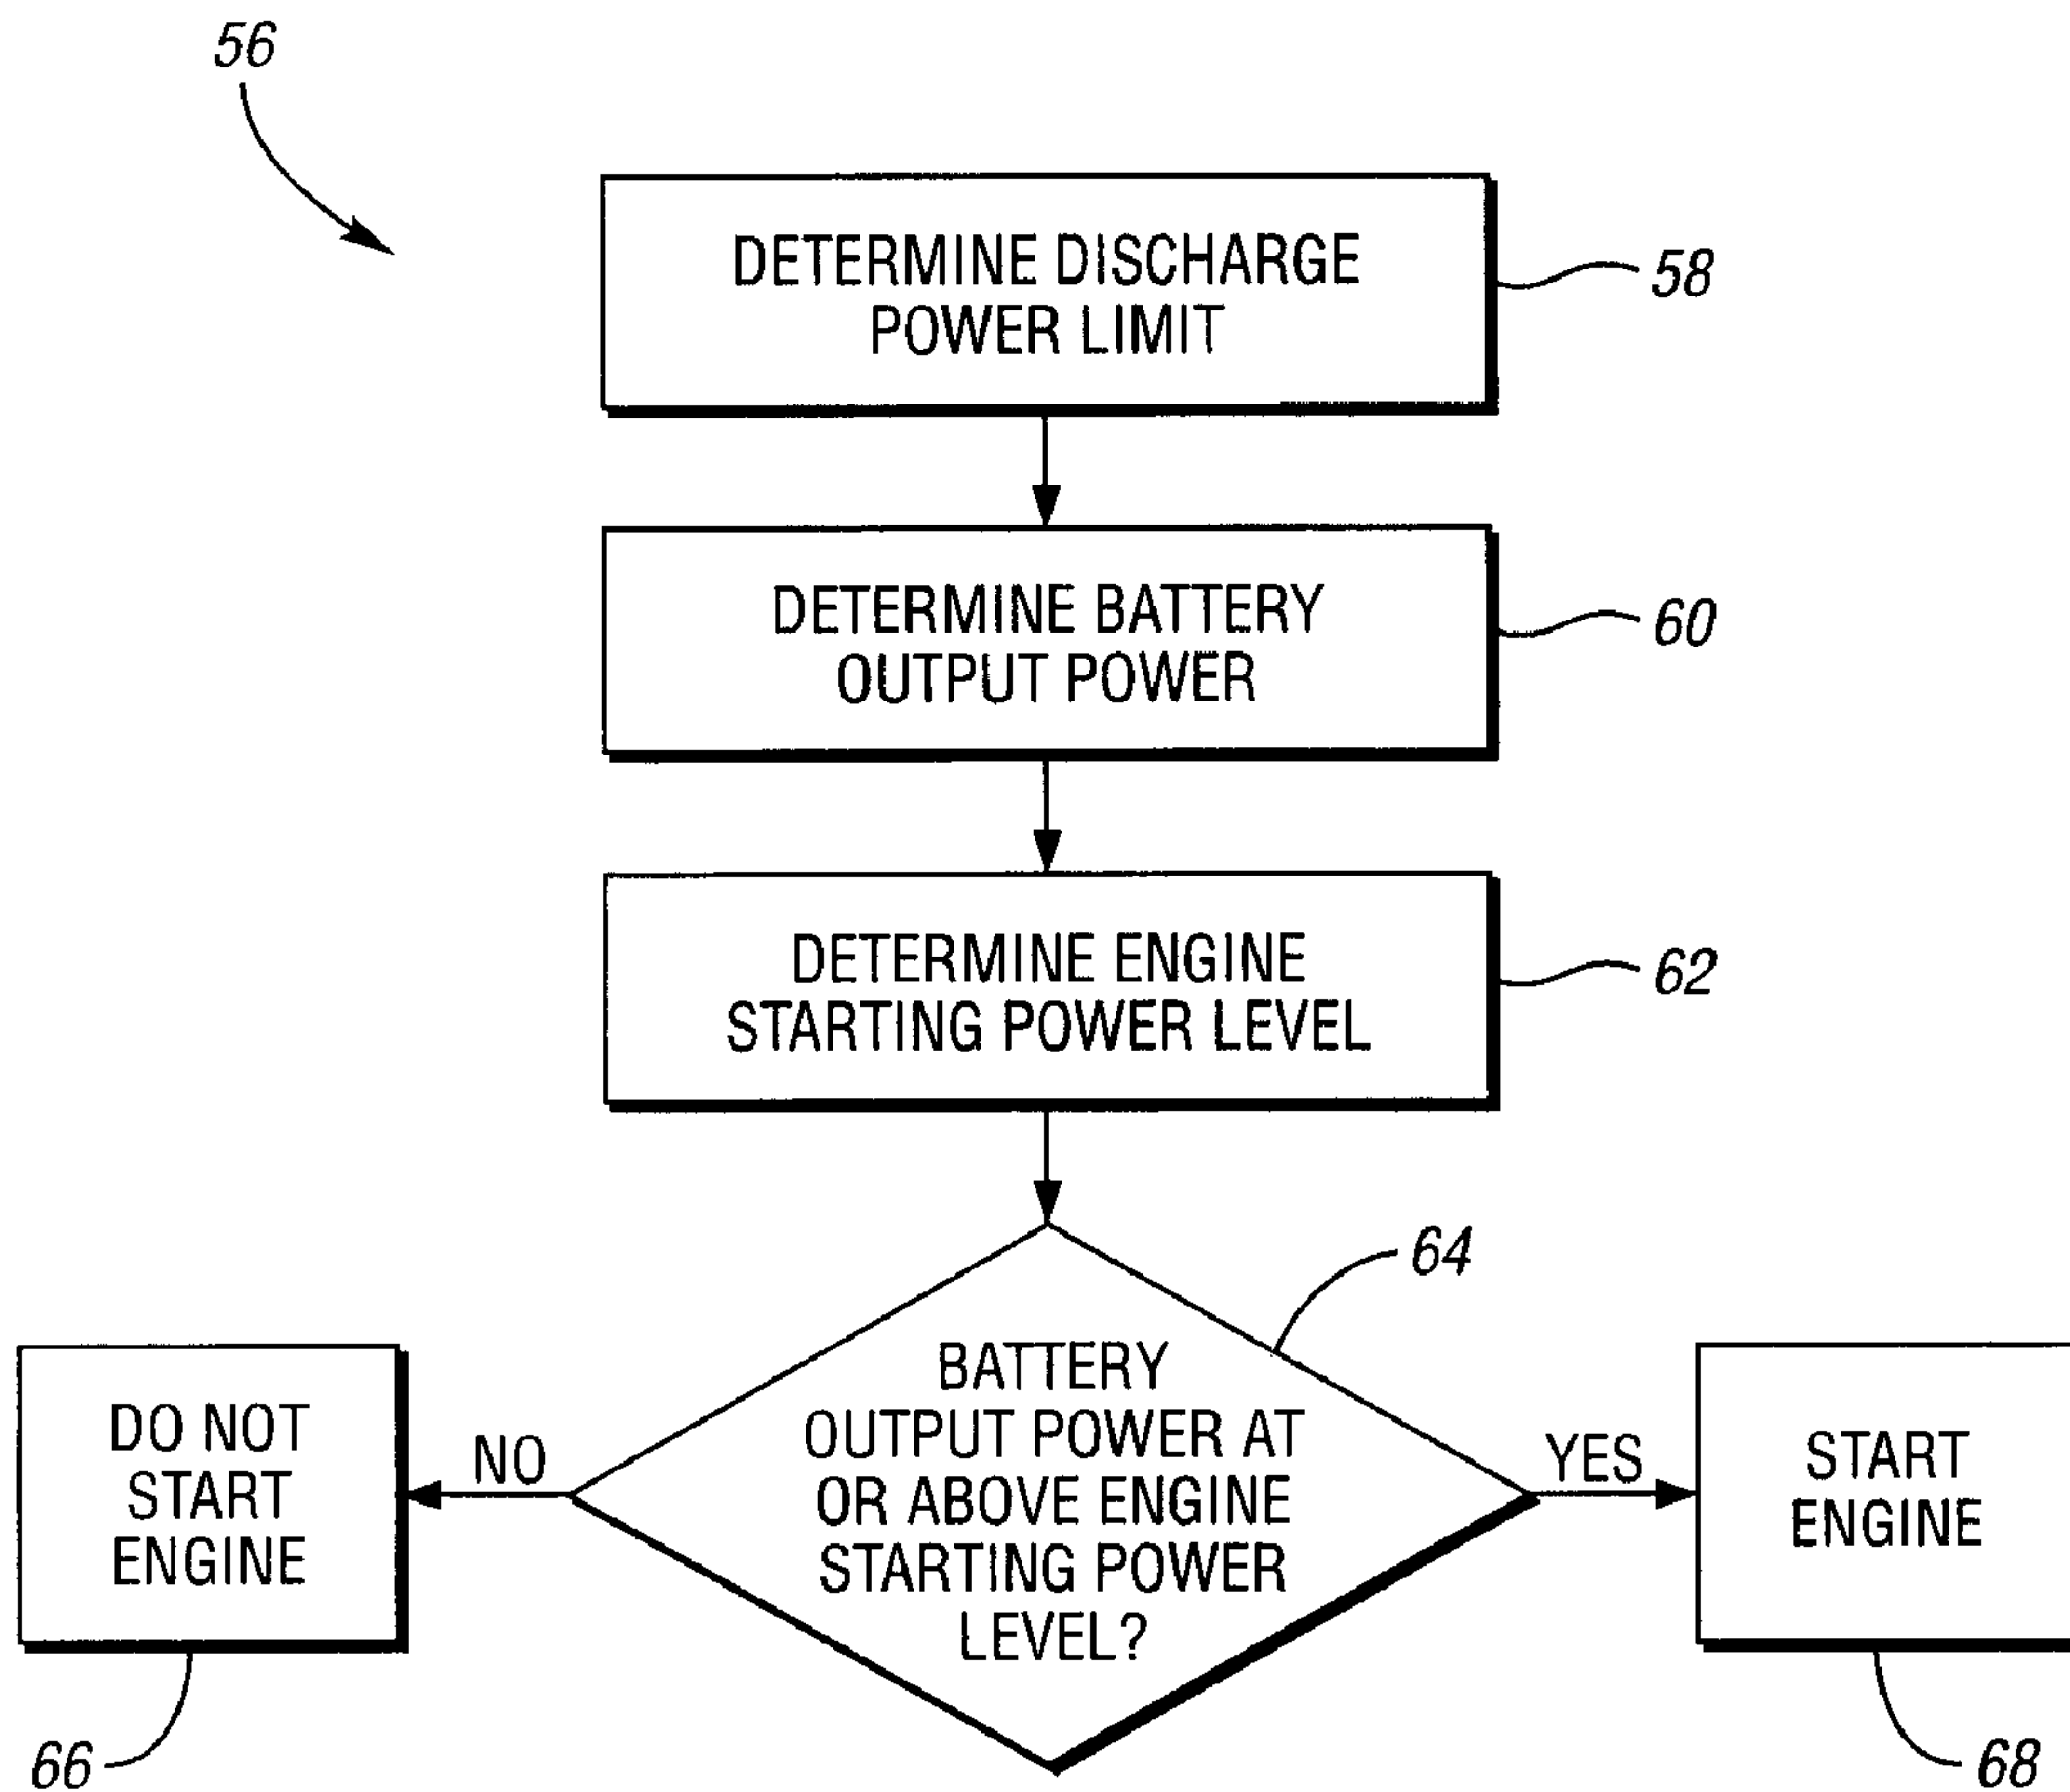 56
DETERMINE DISCHARGE
POWER LIMIT
58
DETERMINE BATTERY
OUTPUT POWER
60
DETERMINE ENGINE
STARTING POWER LEVEL
62
64
BATTERY
OUTPUT POWER AT
OR ABOVE ENGINE
STARTING POWER
LEVEL?
NO
DO NOT
START
ENGINE
66
YES
START
ENGINE
68